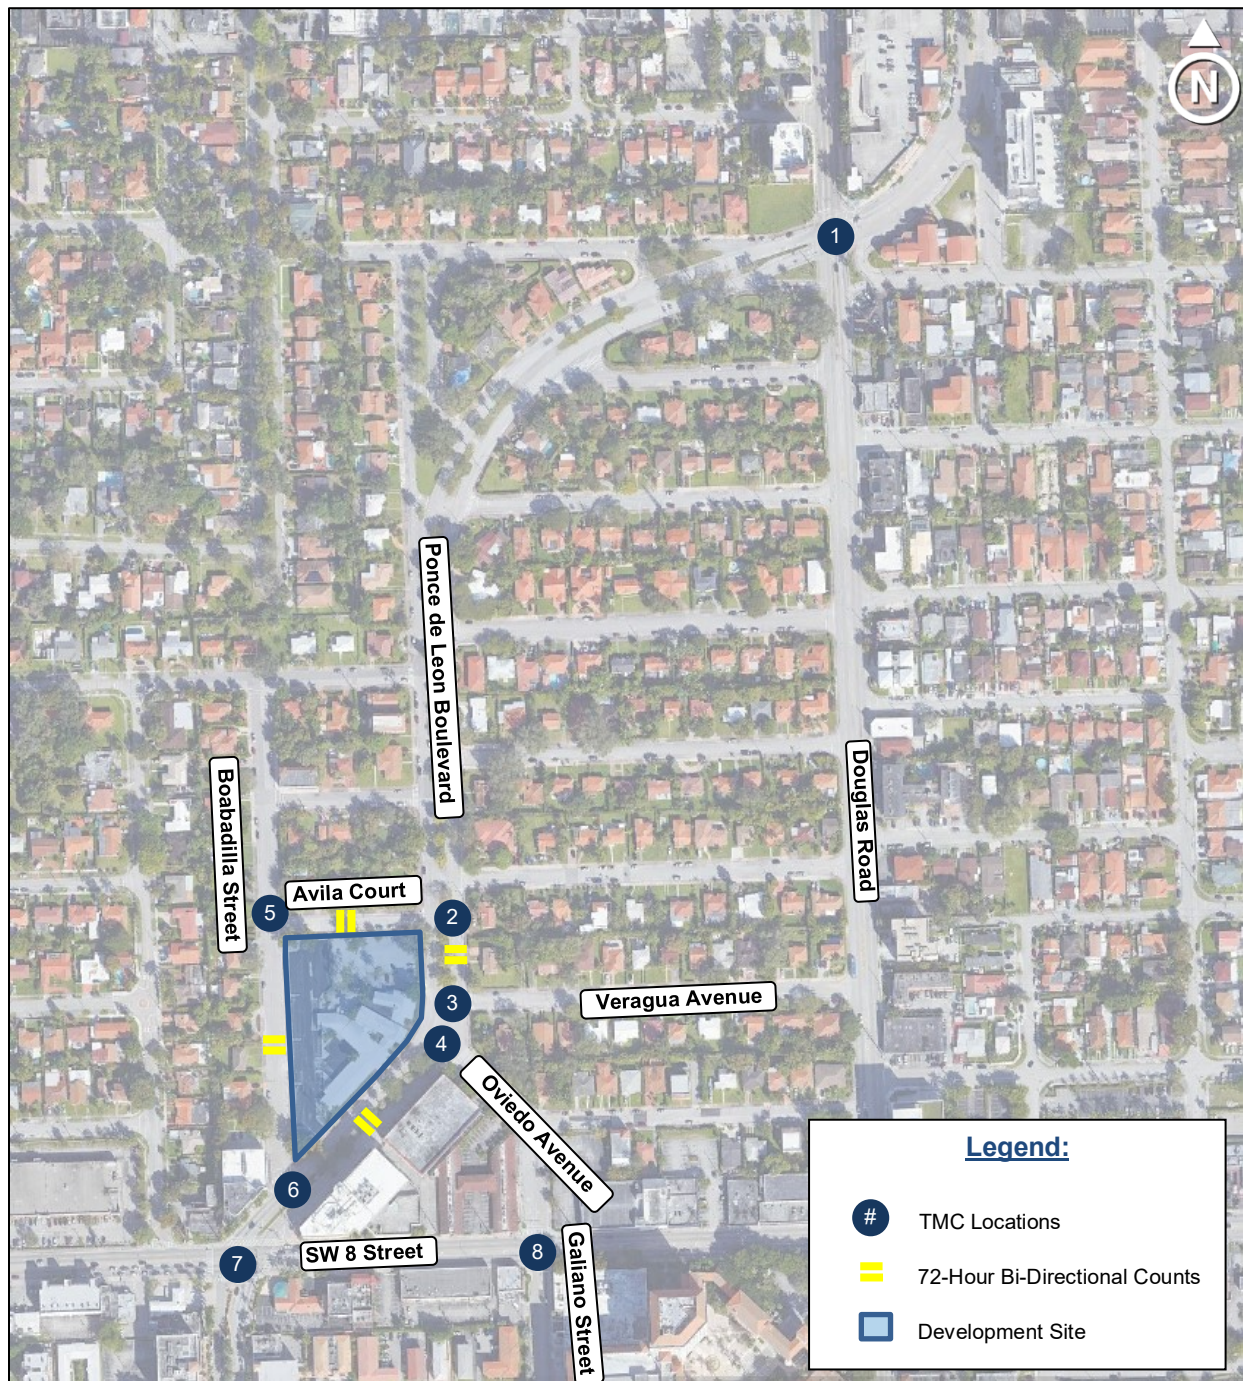 N
1
Ponce de Leon Boulevard
Boabadilla Street
Douglas Road
Avila Court
5
2
3
Veragua Avenue
4
Oviedo Avenue
6
7
SW 8 Street
8
Galiano Street
Legend:
# TMC Locations
72-Hour Bi-Directional Counts
Development Site